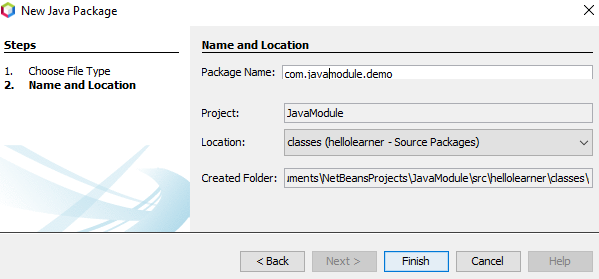 New Java Package
Steps
1. Choose File Type
2. Name and Location
Name and Location
Package Name: com.javamodule.demo
Project: JavaModule
Location: classes (hellolearner - Source Packages)
Created Folder: uments\NetBeansProjects\JavaModule\src\hellolearner\classes\
< Back Next > Finish Cancel Help